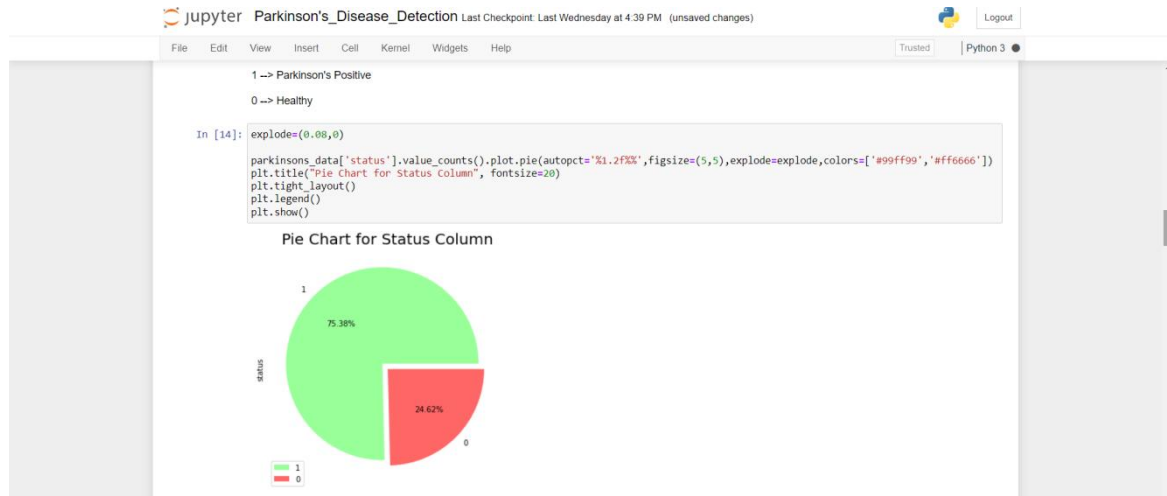 jupyter Parkinson's_Disease_Detection Last Checkpoint: Last Wednesday at 4:39 PM (unsaved changes) Logout
File Edit View Insert Cell Kernel Widgets Help Trusted Python 3
1 --> Parkinson's Positive
0 --> Healthy
In [14]: explode=(0.08,0)
parkinsons_data['status'].value_counts().plot.pie(autopct='%1.2f%%',figsize=(5,5),explode=explode,colors=['#99ff99','#ff6666'])
plt.title("Pie Chart for Status Column", fontsize=20)
plt.tight_layout()
plt.legend()
plt.show()
Pie Chart for Status Column
1
75.38%
status
24.62%
0
1
0